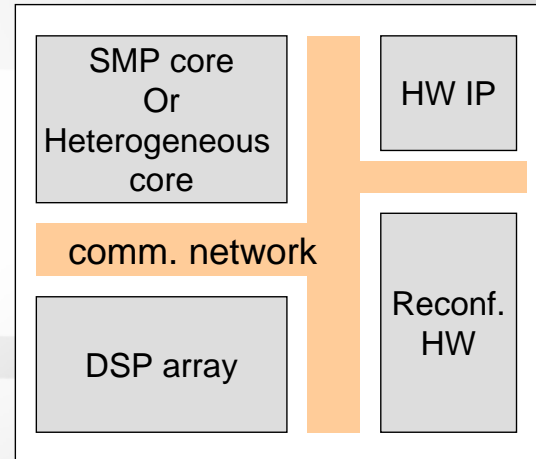 SMP core
Or
Heterogeneous
core
HW IP
comm. network
DSP array
Reconf.
HW